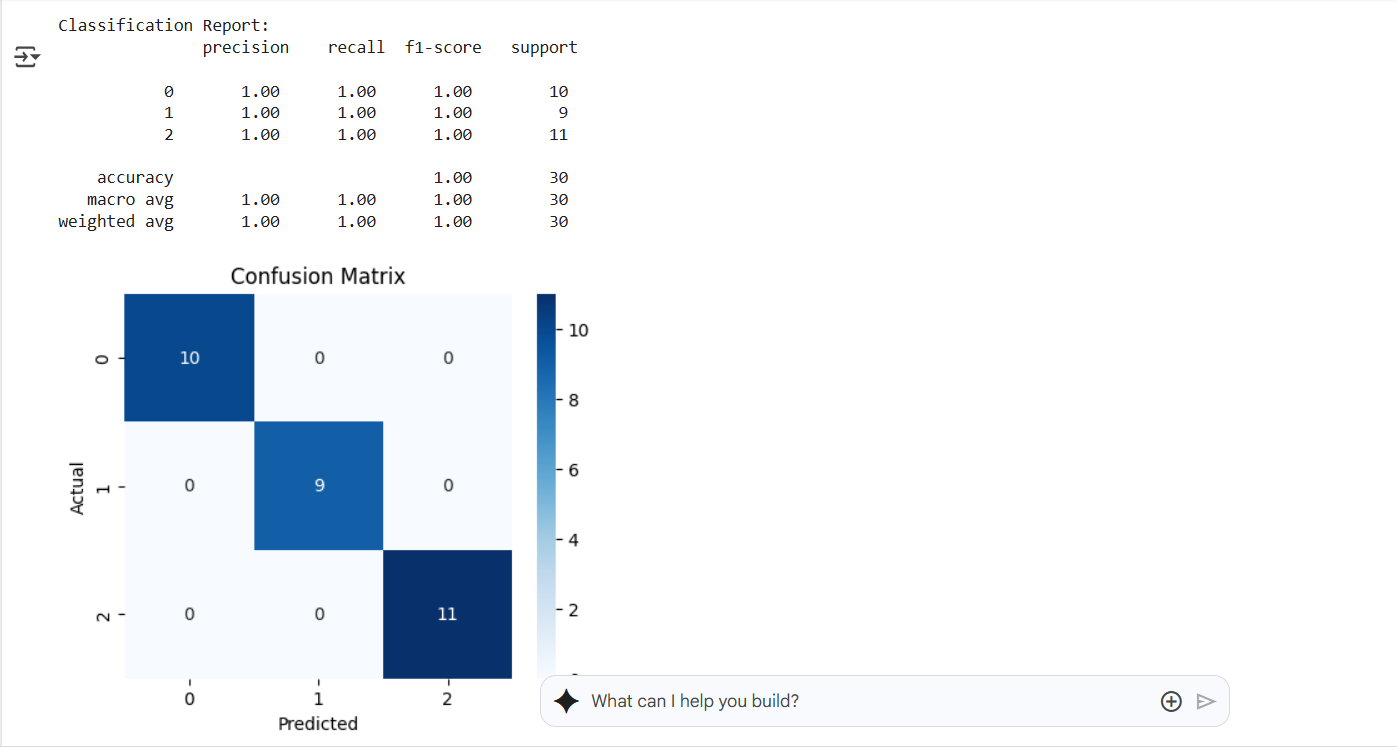 Classification Report:
precision recall f1-score support
0 1.00 1.00 1.00 10
1 1.00 1.00 1.00 9
2 1.00 1.00 1.00 11
accuracy 1.00 30
macro avg 1.00 1.00 1.00 30
weighted avg 1.00 1.00 1.00 30
Confusion Matrix
0 10 0 0
1 0 9 0
2 0 0 11
Actual
0 1 2
Predicted
10
8
6
4
2
What can I help you build?